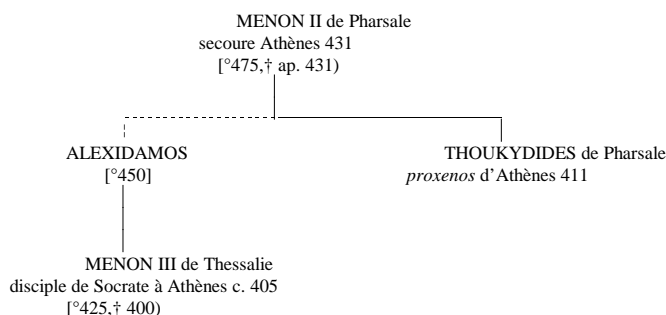 MENON II de Pharsale
secoure Athènes 431
[°475,† ap. 431)
ALEXIDAMOS
[°450]
THOUKYDIDES de Pharsale
proxenos d’Athènes 411
MENON III de Thessalie
disciple de Socrate à Athènes c. 405
[°425,† 400)